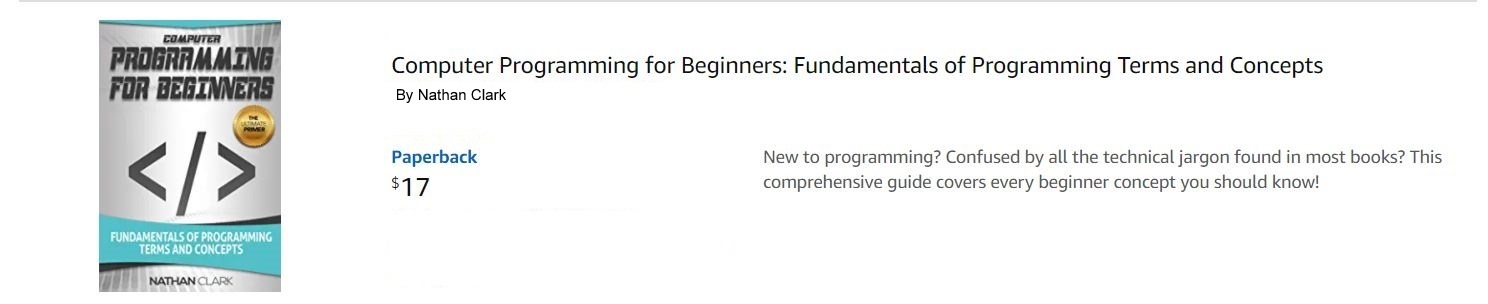 COMPUTER
PROGRAMMING
FOR BEGINNERS
THE
ULTIMATE
PRIMER
</>
FUNDAMENTALS OF PROGRAMMING
TERMS AND CONCEPTS
NATHAN CLARK
Computer Programming for Beginners: Fundamentals of Programming Terms and Concepts
By Nathan Clark
Paperback
$17
New to programming? Confused by all the technical jargon found in most books? This
comprehensive guide covers every beginner concept you should know!